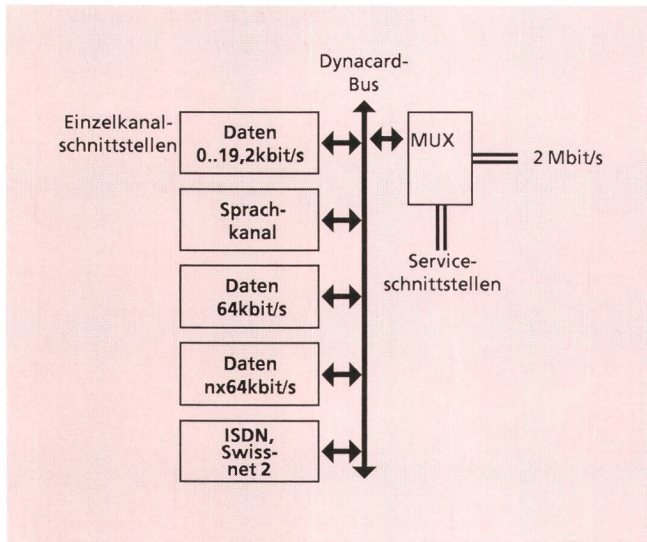 Dynacard-
Bus
Einzelkanal-
schnittstellen
Daten
0..19,2kbit/s
MUX
2 Mbit/s
Sprach-
kanal
Service-
schnittstellen
Daten
64kbit/s
Daten
nx64kbit/s
ISDN,
Swiss-
net 2